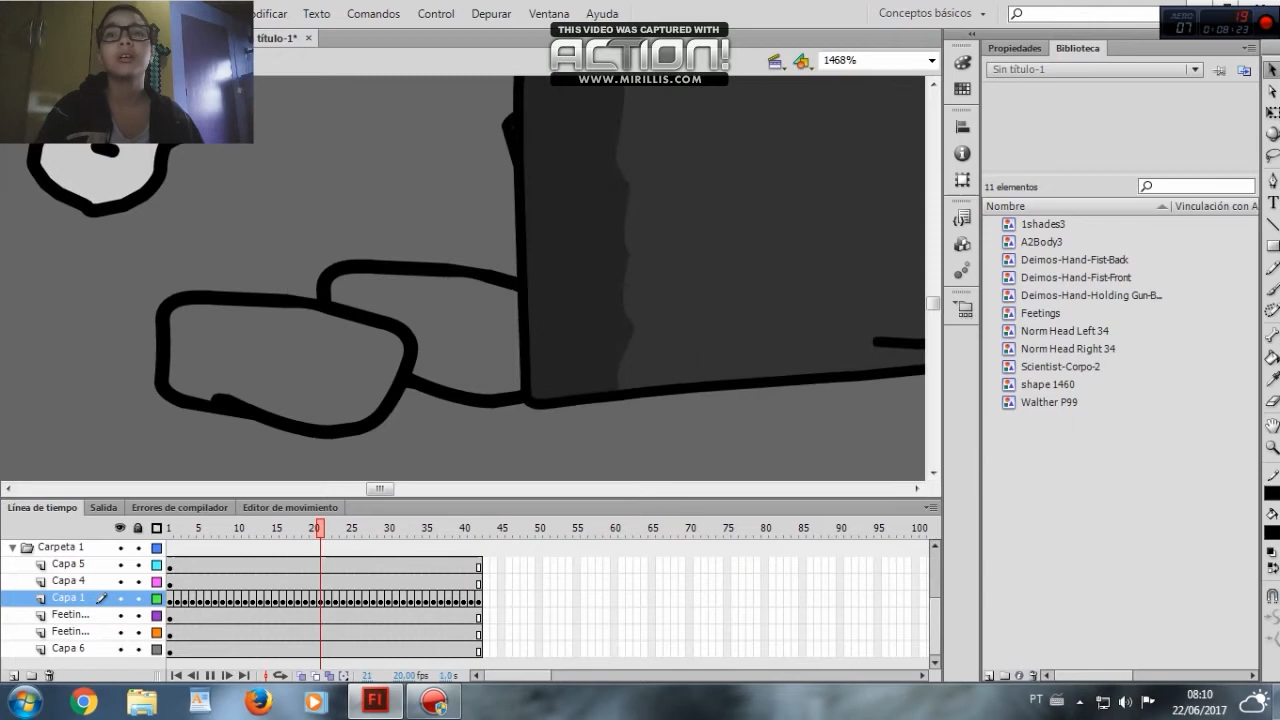 odificar Texto Comandos Control Depurar Ventana Ayuda
Conceptos básicos
19
07
0:08:23
título-1*
THIS VIDEO WAS CAPTURED WITH
ACTION!
WWW.MIRILLIS.COM
1468%
Propiedades
Biblioteca
Sin título-1
11 elementos
Nombre
Vinculación con A
1shades3
A2Body3
Deimos-Hand-Fist-Back
Deimos-Hand-Fist-Front
Deimos-Hand-Holding Gun-B...
Feetings
Norm Head Left 34
Norm Head Right 34
Scientist-Corpo-2
shape 1460
Walther P99
Línea de tiempo
Salida
Errores de compilador
Editor de movimiento
1 5 10 15 20 25 30 35 40 45 50 55 60 65 70 75 80 85 90 95 100
Carpeta 1
Capa 5
Capa 4
Capa 1
Feetin...
Feetin...
Capa 6
21 20,00 fps 1,0 s
Fl
PT
08:10
22/06/2017